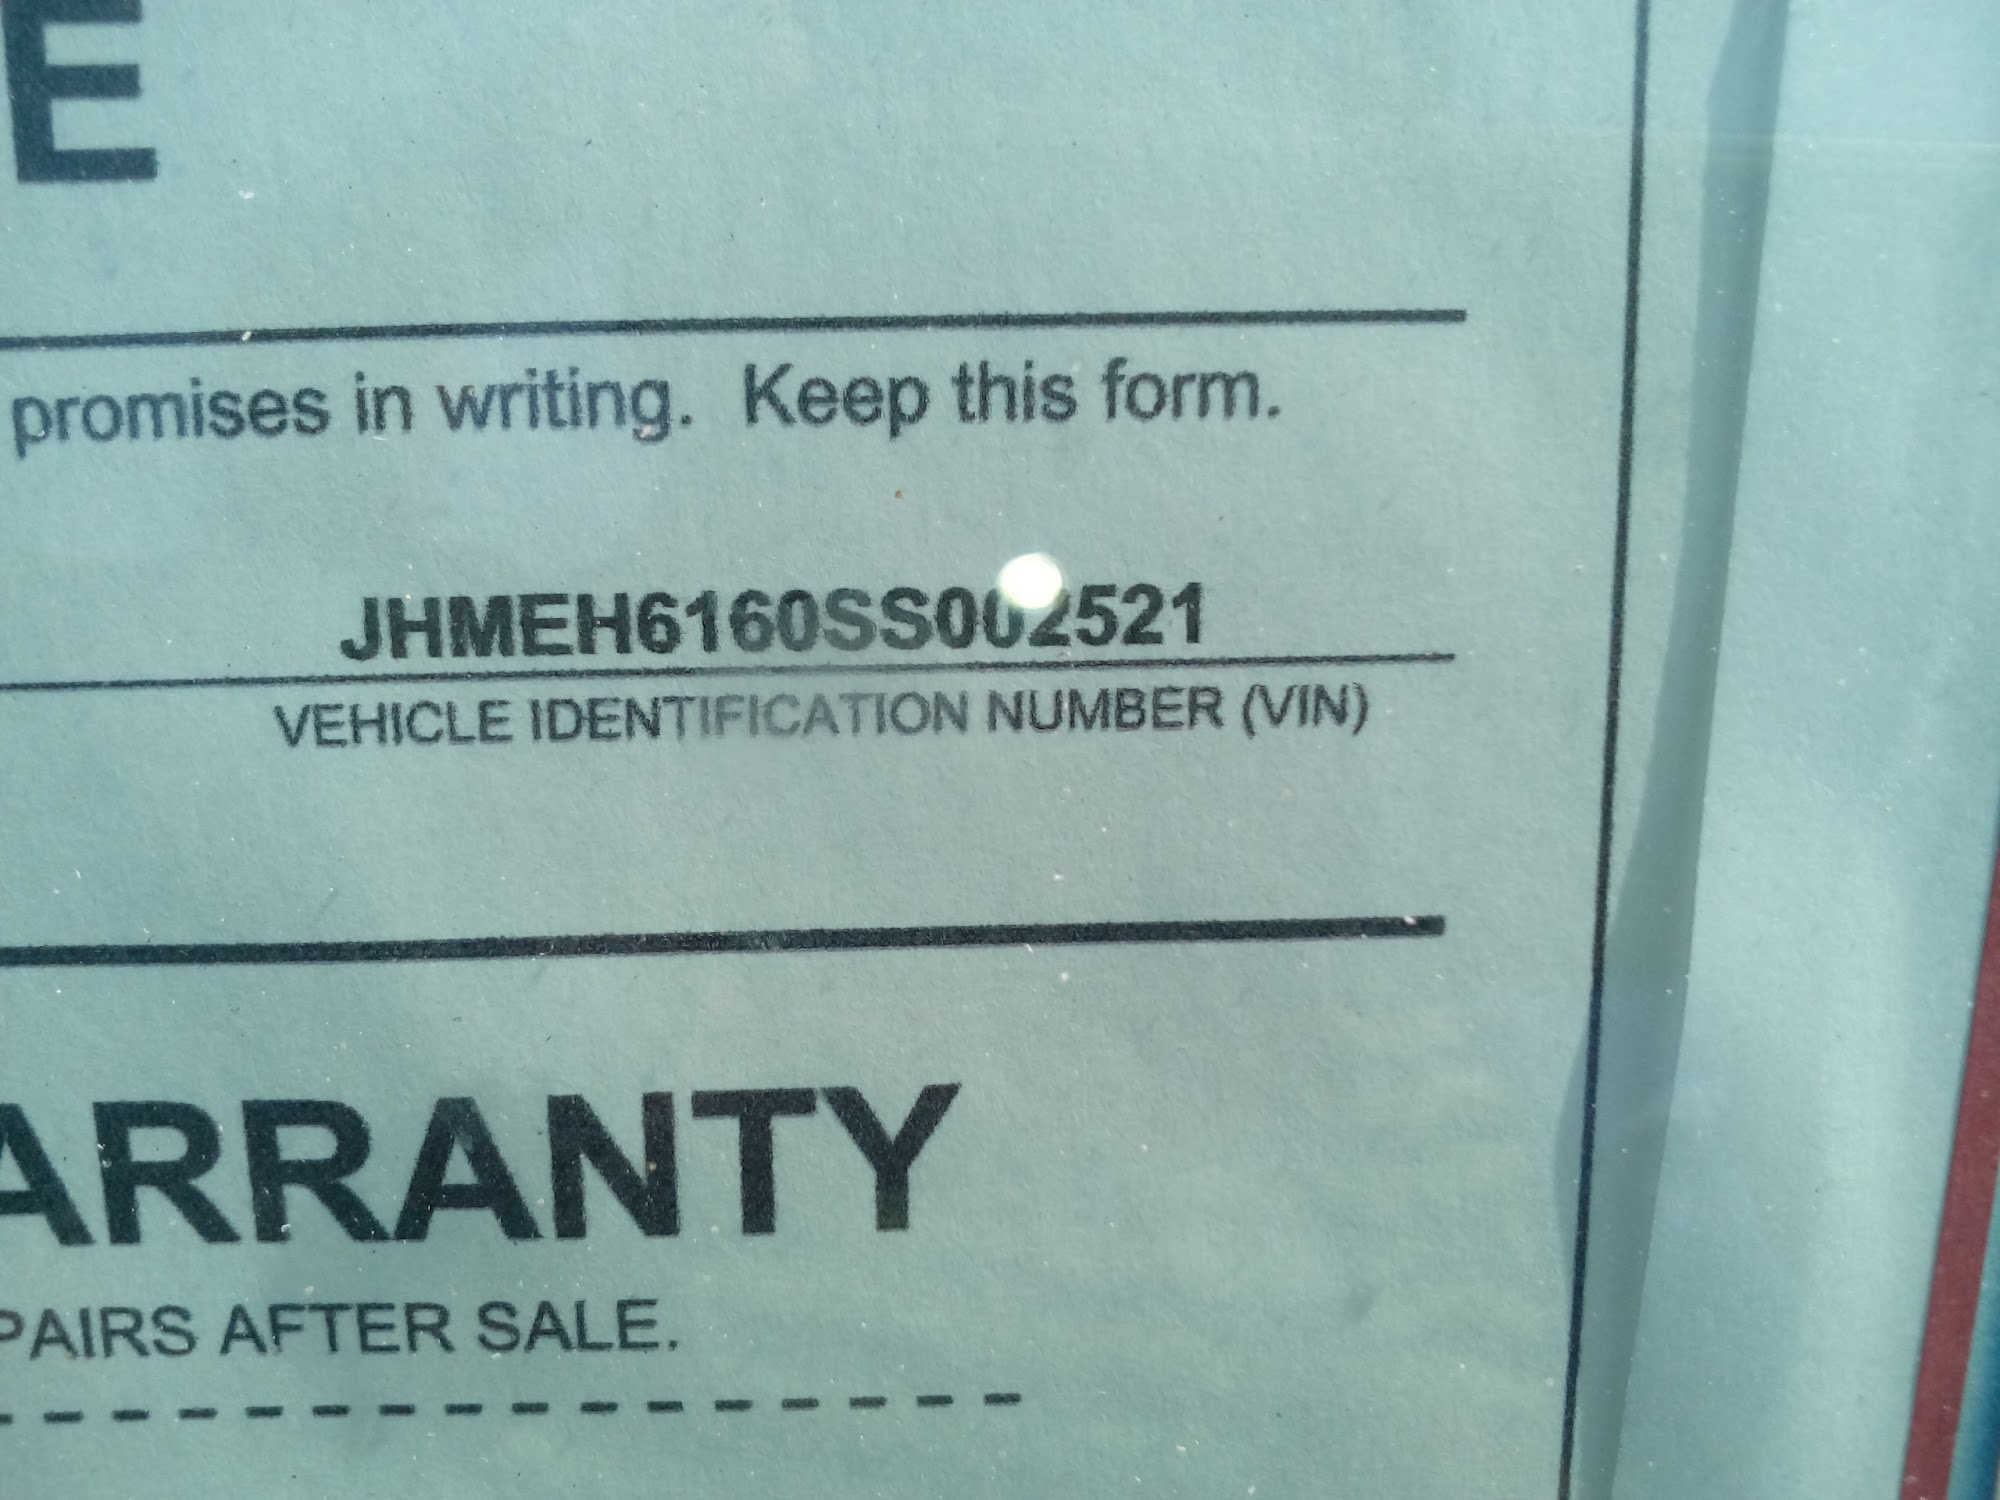 E
promises in writing. Keep this form.
JHMEH6160SS002521
VEHICLE IDENTIFICATION NUMBER (VIN)
ARRANTY
PAIRS AFTER SALE.